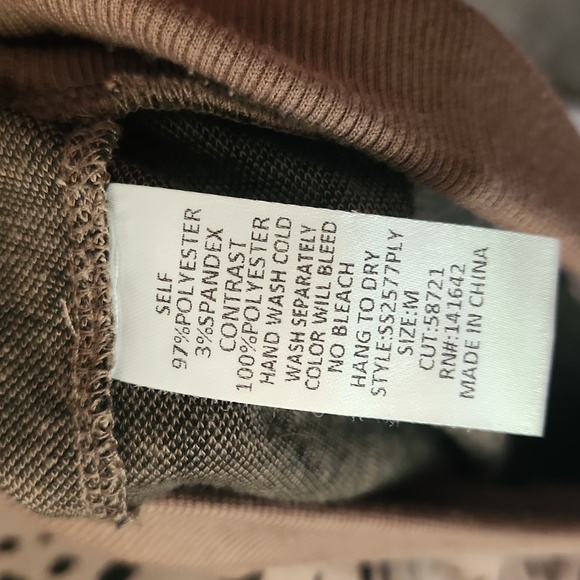 SELF
97%POLYESTER
3%SPANDEX
CONTRAST
100%POLYESTER
HAND WASH COLD
WASH SEPARATELY
COLOR WILL BLEED
NO BLEACH
HANG TO DRY
STYLE:SS2577PLY
SIZE:M
CUT:58721
RN#:141642
MADE IN CHINA